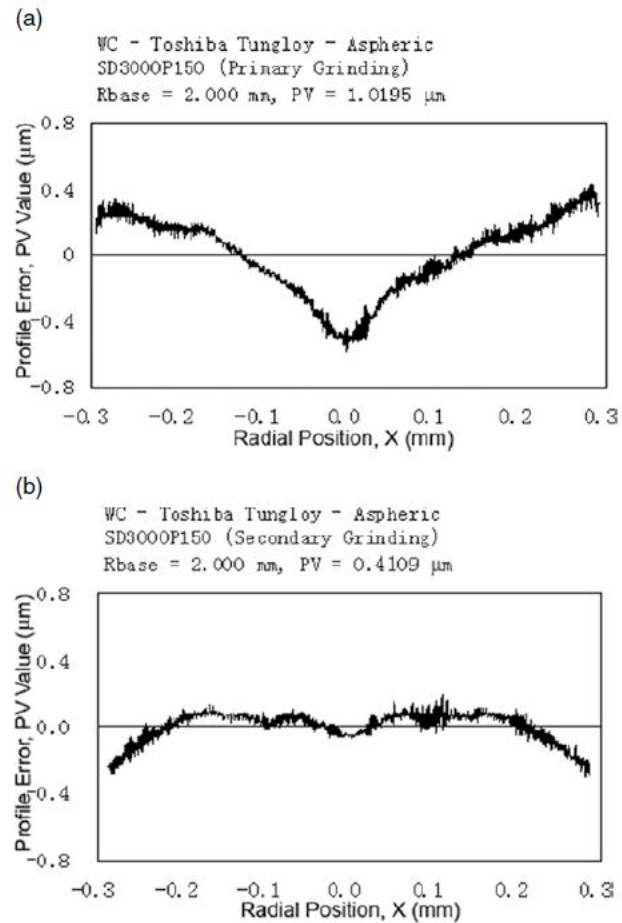 (a)
WC - Toshiba Tungloy - Aspheric
SD3000P150 (Primary Grinding)
Rbase = 2.000 mm, PV = 1.0195 μm
Profile Error, PV Value (μm)
0.8
0.4
0
-0.4
-0.8
-0.3 -0.2 -0.1 0.0 0.1 0.2 0.3
Radial Position, X (mm)
(b)
WC - Toshiba Tungloy - Aspheric
SD3000P150 (Secondary Grinding)
Rbase = 2.000 mm, PV = 0.4109 μm
Profile, Error, PV Value (μm)
0.8
0.4
0.0
-0.4
-0.8
-0.3 -0.2 -0.1 0.0 0.1 0.2 0.3
Radial Position, X (mm)